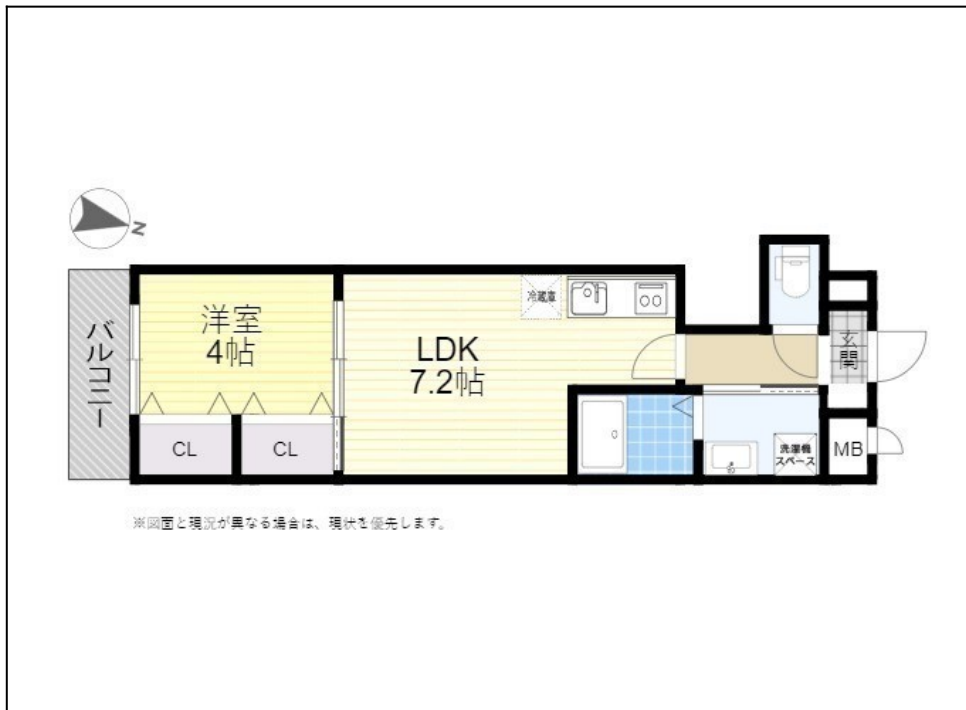 N
バルコニー
洋室
4帖
CL
CL
LDK
7.2帖
冷蔵庫
玄関
洗濯機
スペース
MB
※図面と現況が異なる場合は、現状を優先します。